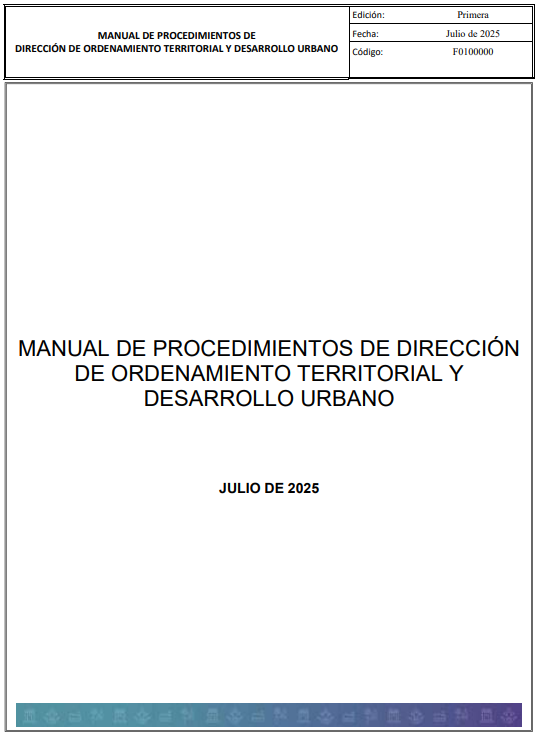 MANUAL DE PROCEDIMIENTOS DE
DIRECCIÓN DE ORDENAMIENTO TERRITORIAL Y DESARROLLO URBANO
Edición: Primera
Fecha: Julio de 2025
Código: F0100000
MANUAL DE PROCEDIMIENTOS DE DIRECCIÓN
DE ORDENAMIENTO TERRITORIAL Y
DESARROLLO URBANO
JULIO DE 2025